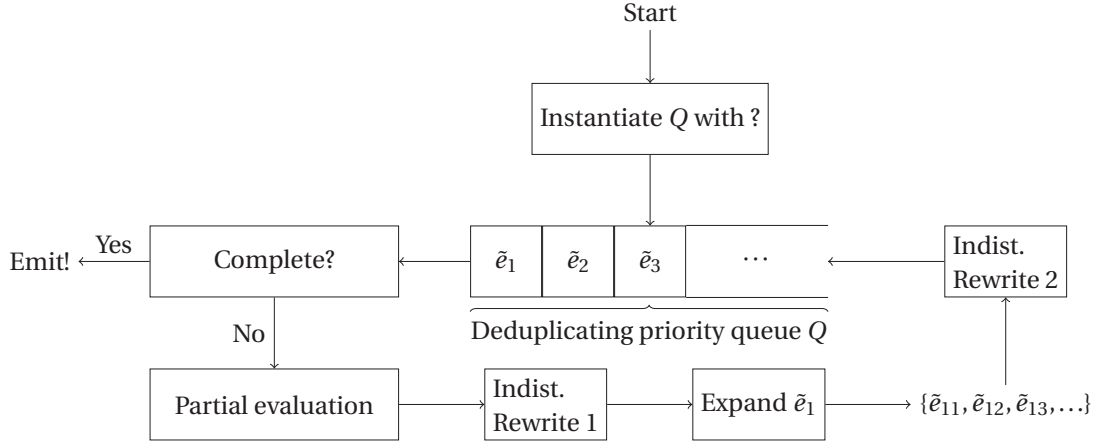 Start
Instantiate Q with ?
Emit!
Yes
Complete?
ẽ₁
ẽ₂
ẽ₃
⋯
Indist.
Rewrite 2
Deduplicating priority queue Q
No
Partial evaluation
Indist.
Rewrite 1
Expand ẽ₁
{ẽ₁₁, ẽ₁₂, ẽ₁₃, …}